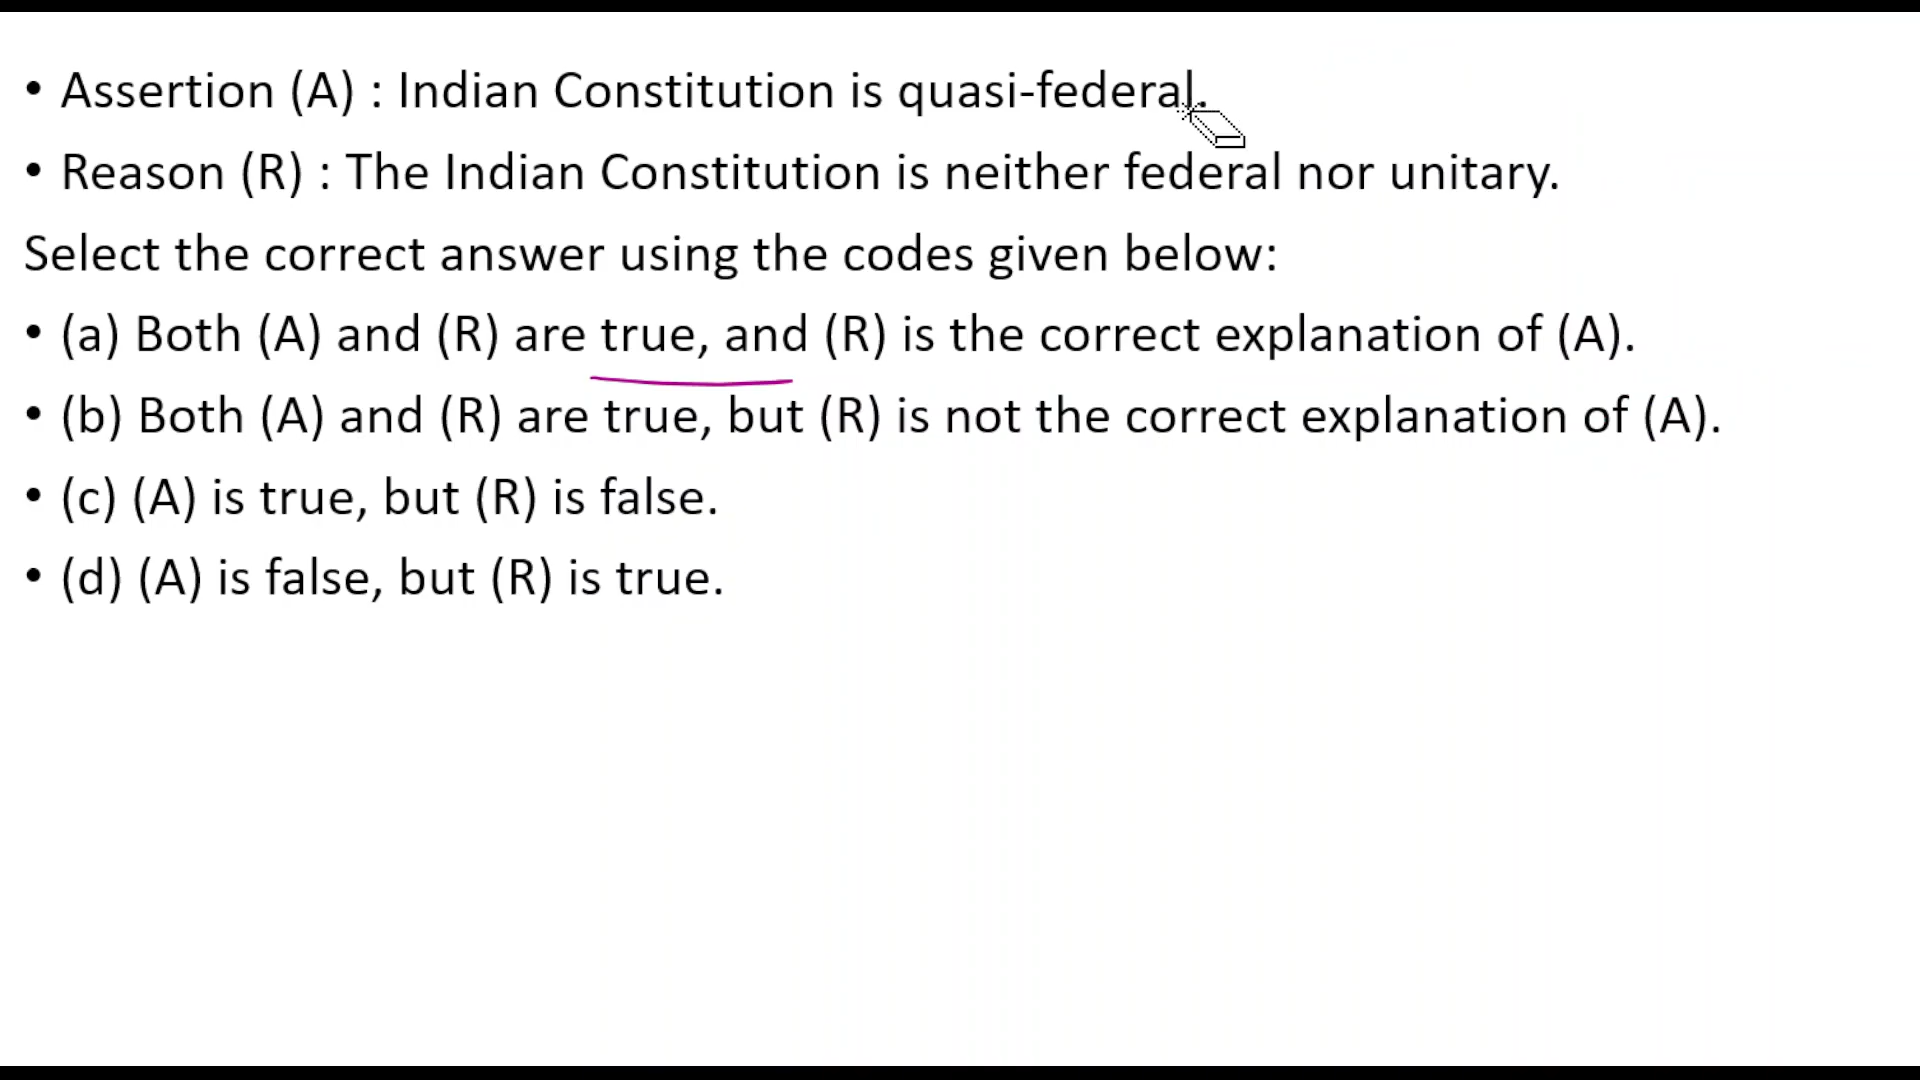 • Assertion (A) : Indian Constitution is quasi-federal.
• Reason (R) : The Indian Constitution is neither federal nor unitary.
Select the correct answer using the codes given below:
• (a) Both (A) and (R) are true, and (R) is the correct explanation of (A).
• (b) Both (A) and (R) are true, but (R) is not the correct explanation of (A).
• (c) (A) is true, but (R) is false.
• (d) (A) is false, but (R) is true.